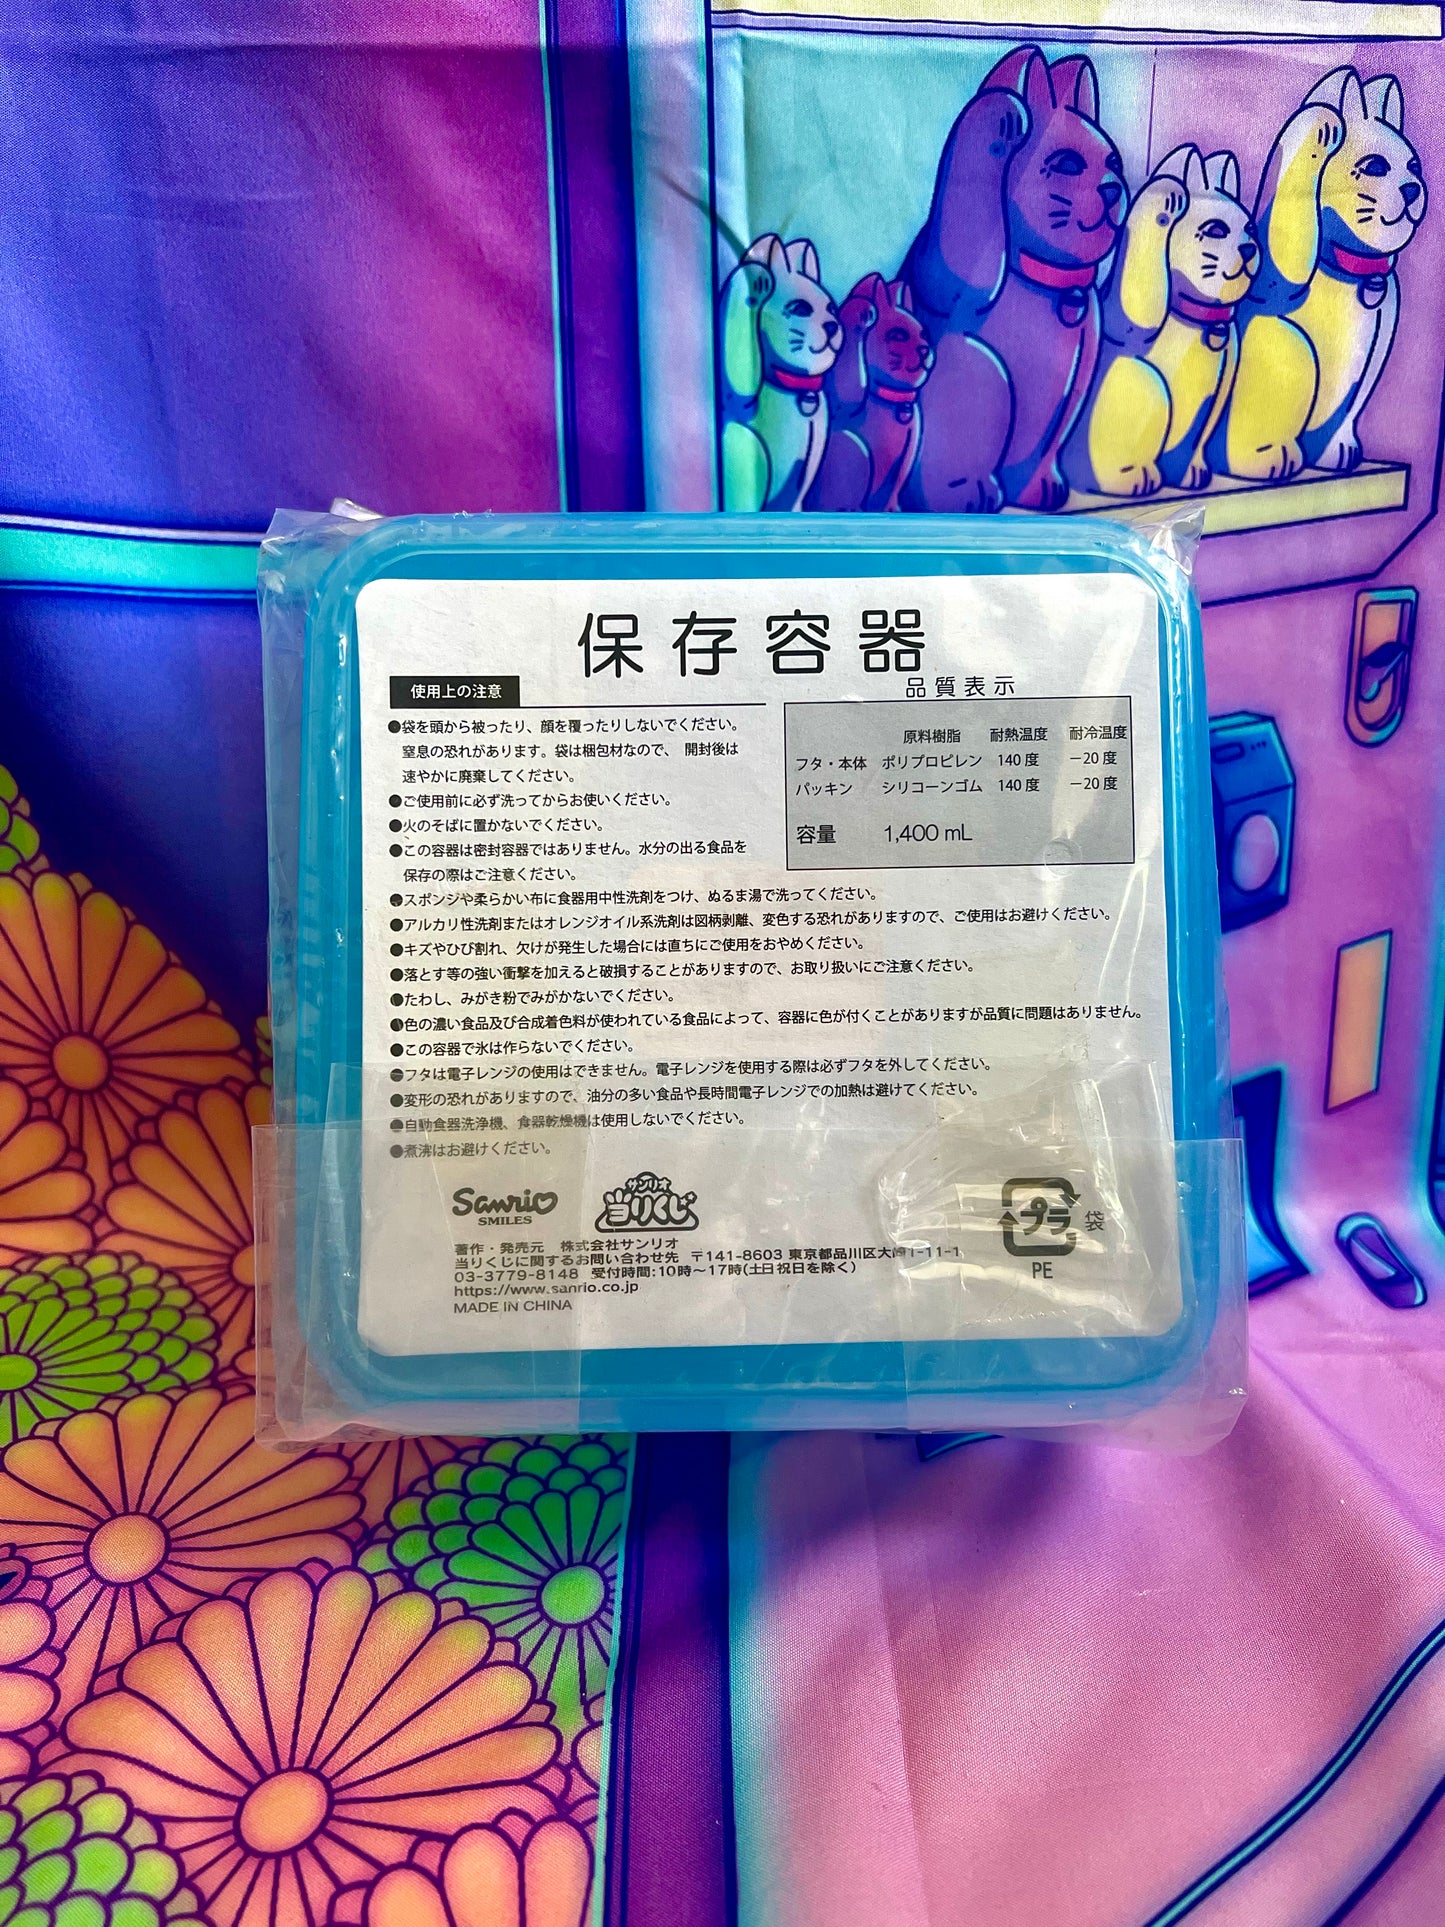 保存容器
使用上の注意
●袋を頭から被ったり、顔を覆ったりしないでください。
窒息の恐れがあります。袋は梱包材なので、 開封後は
速やかに廃棄してください。
●ご使用前に必ず洗ってからお使いください。
●火のそばに置かないでください。
●この容器は密封容器ではありません。水分の出る食品を
保存の際はご注意ください。
品質表示
原料樹脂 耐熱温度 耐冷温度
フタ・本体 ポリプロピレン 140度 −20度
パッキン シリコーンゴム 140度 −20度
容量 1,400 mL
●スポンジや柔らかい布に食器用中性洗剤をつけ、ぬるま湯で洗ってください。
●アルカリ性洗剤またはオレンジオイル系洗剤は図柄剥離、変色する恐れがありますので、ご使用はお避けください。
●キズやひび割れ、欠けが発生した場合には直ちにご使用をおやめください。
●落とす等の強い衝撃を加えると破損することがありますので、お取り扱いにご注意ください。
●たわし、みがき粉でみがかないでください。
●色の濃い食品及び合成着色料が使われている食品によって、容器に色が付くことがありますが品質に問題はありません。
●この容器で氷は作らないでください。
●フタは電子レンジの使用はできません。電子レンジを使用する際は必ずフタを外してください。
●変形の恐れがありますので、油分の多い食品や長時間電子レンジでの加熱は避けてください。
●自動食器洗浄機、食器乾燥機は使用しないでください。
●煮沸はお避けください。
Sanrio
SMILES
サンリオ
当りくじ
プラ 袋
PE
著作・発売元 株式会社サンリオ
当りくじに関するお問い合わせ先 〒141-8603 東京都品川区大崎1-11-1
03-3779-8148 受付時間:10時〜17時(土日祝日を除く)
https://www.sanrio.co.jp
MADE IN CHINA